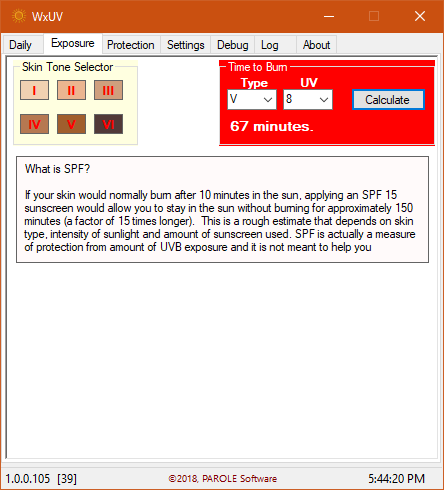 WxUV
Daily Exposure Protection Settings Debug Log About
Skin Tone Selector
I II III
IV V VI
Time to Burn
Type UV
V 8 Calculate
67 minutes.
What is SPF?
If your skin would normally burn after 10 minutes in the sun, applying an SPF 15
sunscreen would allow you to stay in the sun without burning for approximately 150
minutes (a factor of 15 times longer).  This is a rough estimate that depends on skin
type, intensity of sunlight and amount of sunscreen used. SPF is actually a measure
of protection from amount of UVB exposure and it is not meant to help you
1.0.0.105 [39] ©2018, PAROLE Software 5:44:20 PM